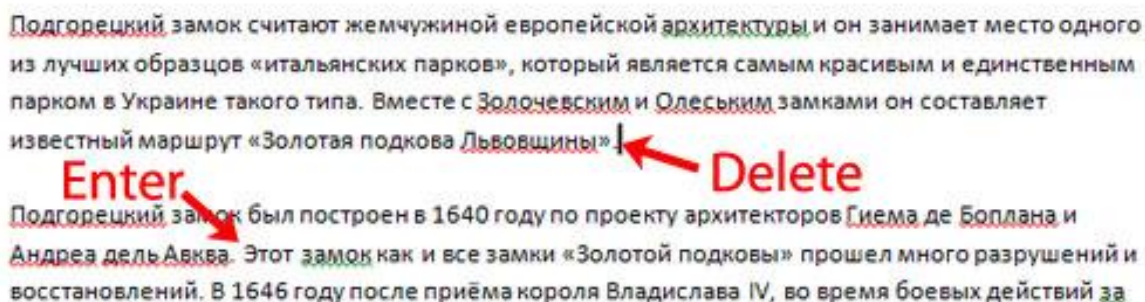 Подгорецкий замок считают жемчужиной европейской архитектуры и он занимает место одного
из лучших образцов «итальянских парков», который является самым красивым и единственным
парком в Украине такого типа. Вместе с Золочевским и Олеським замками он составляет
известный маршрут «Золотая подкова Львовщины».
Delete
Enter
Подгорецкий замок был построен в 1640 году по проекту архитекторов Гиема де Боплана и
Андреа дель Авква. Этот замок как и все замки «Золотой подковы» прошел много разрушений и
восстановлений. В 1646 году после приёма короля Владислава IV, во время боевых действий за